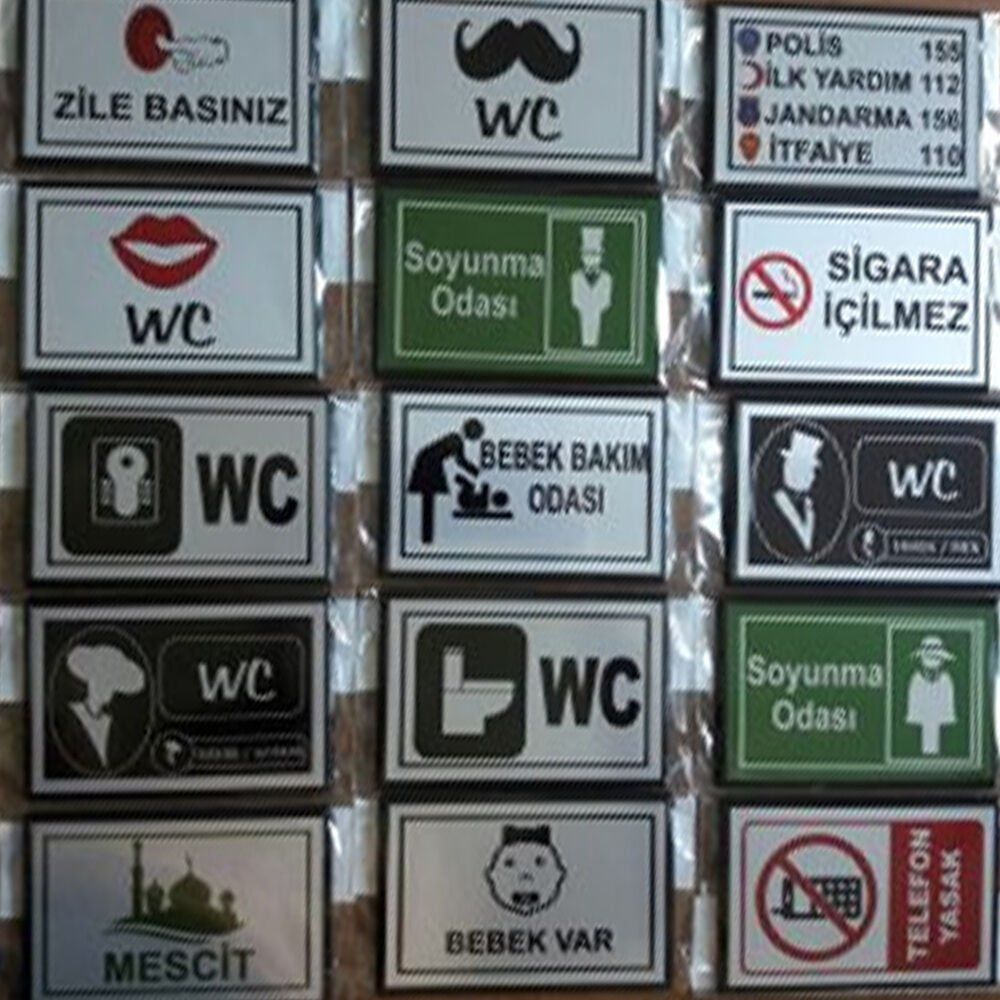 ZİLE BASINIZ
WC
POLİS 155
İLK YARDIM 112
JANDARMA 156
İTFAİYE 110
WC
Soyunma
Odası
SİGARA
İÇİLMEZ
WC
BEBEK BAKIM
ODASI
WC
WC
WC
Soyunma
Odası
MESCİT
BEBEK VAR
TELEFON
YASAK